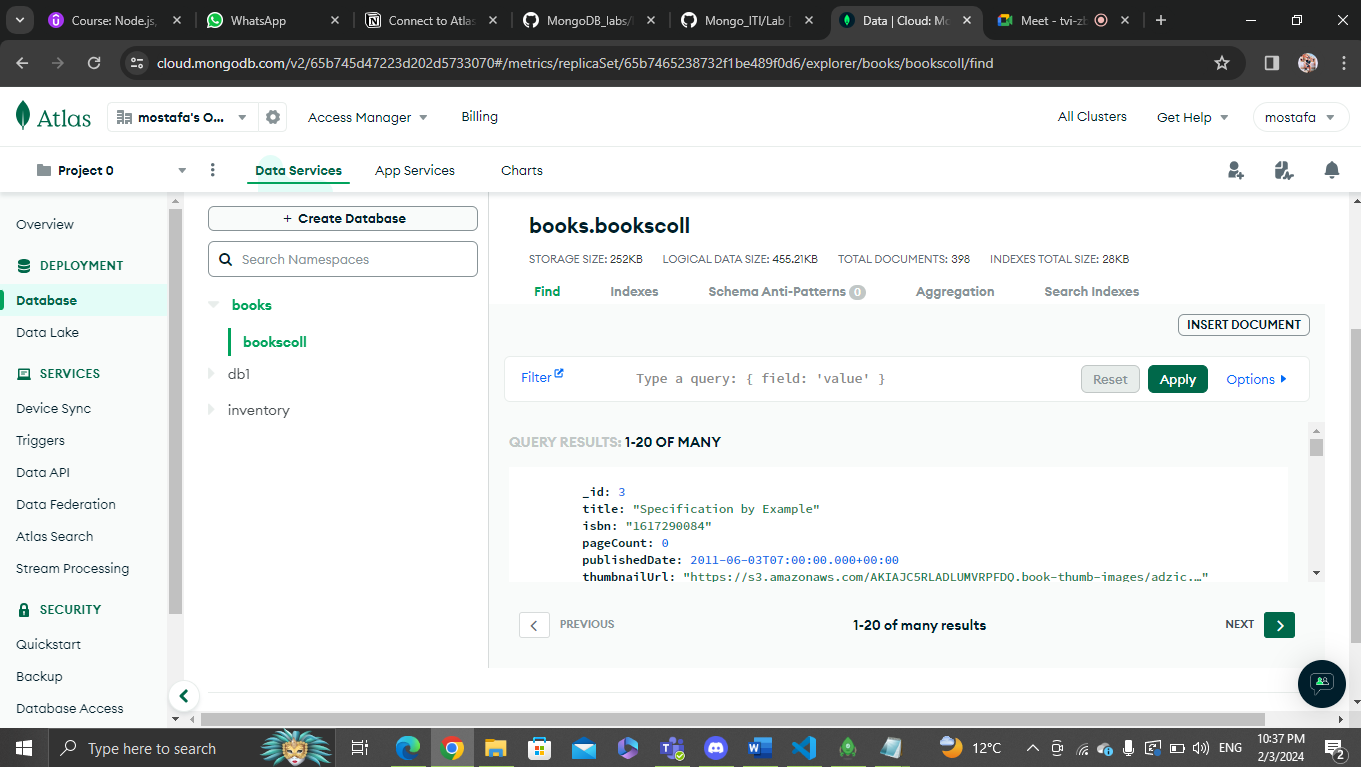 Course: Node.js,
WhatsApp
Connect to Atlas
MongoDB_labs/
Mongo_ITI/Lab
Data | Cloud: Mo
Meet - tvi-zb
cloud.mongodb.com/v2/65b745d47223d202d5733070#/metrics/replicaSet/65b7465238732f1be489f0d6/explorer/books/bookscoll/find
Atlas
mostafa's O...
Access Manager
Billing
All Clusters
Get Help
mostafa
Project 0
Data Services
App Services
Charts
Overview
DEPLOYMENT
Database
Data Lake
SERVICES
Device Sync
Triggers
Data API
Data Federation
Atlas Search
Stream Processing
SECURITY
Quickstart
Backup
Database Access
+ Create Database
Search Namespaces
books
bookscoll
db1
inventory
books.bookscoll
STORAGE SIZE: 252KB
LOGICAL DATA SIZE: 455.21KB
TOTAL DOCUMENTS: 398
INDEXES TOTAL SIZE: 28KB
Find
Indexes
Schema Anti-Patterns 0
Aggregation
Search Indexes
INSERT DOCUMENT
Filter
Type a query: { field: 'value' }
Reset
Apply
Options
QUERY RESULTS: 1-20 OF MANY
_id: 3
title: "Specification by Example"
isbn: "1617290084"
pageCount: 0
publishedDate: 2011-06-03T07:00:00.000+00:00
thumbnailUrl: "https://s3.amazonaws.com/AKIAJC5RLADLUMVRPFDQ.book-thumb-images/adzic.…"
PREVIOUS
1-20 of many results
NEXT
Type here to search
12°C
ENG
10:37 PM
2/3/2024
2